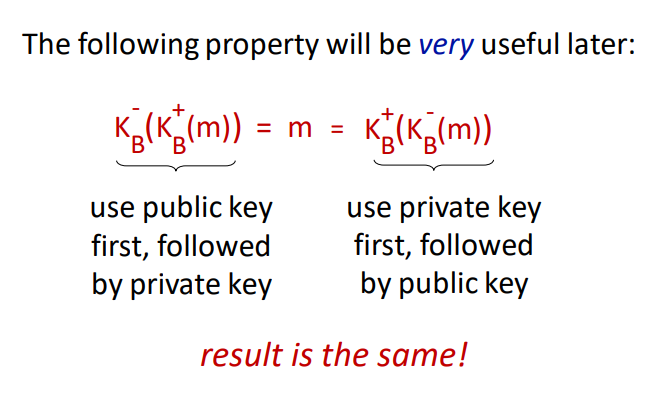 The following property will be very useful later:
K_B^-(K_B^+(m)) = m = K_B^+(K_B^-(m))
use public key first, followed by private key
use private key first, followed by public key
result is the same!